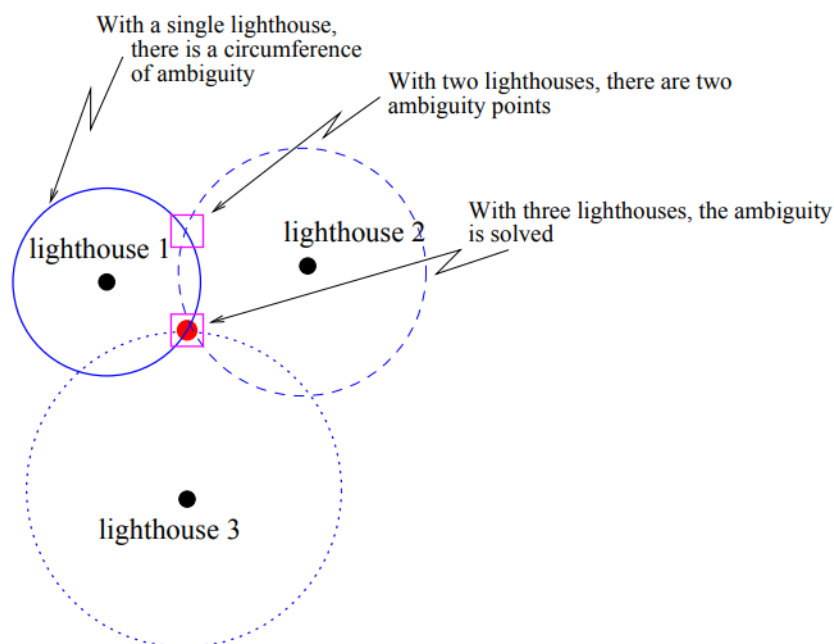 With a single lighthouse,
there is a circumference
of ambiguity
With two lighthouses, there are two
ambiguity points
With three lighthouses, the ambiguity
is solved
lighthouse 1
lighthouse 2
lighthouse 3